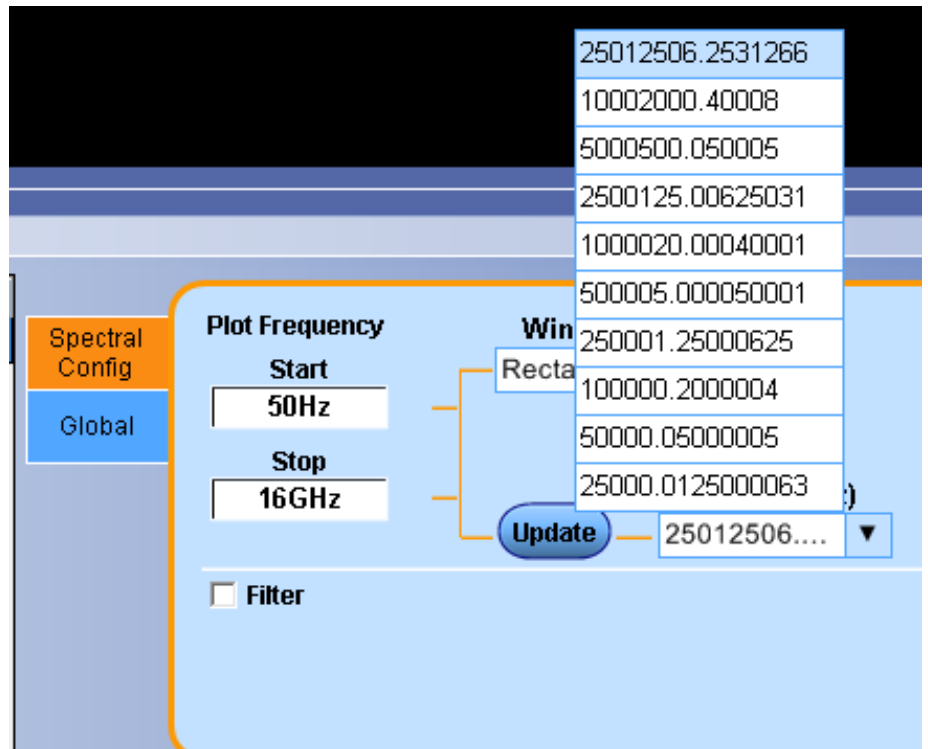 25012506.2531266
10002000.40008
5000500.050005
2500125.00625031
1000020.00040001
500005.000050001
250001.25000625
100000.2000004
50000.05000005
25000.0125000063
Spectral
Config
Global
Plot Frequency
Start
50Hz
Stop
16GHz
Win
Recta
Update
25012506....
Filter